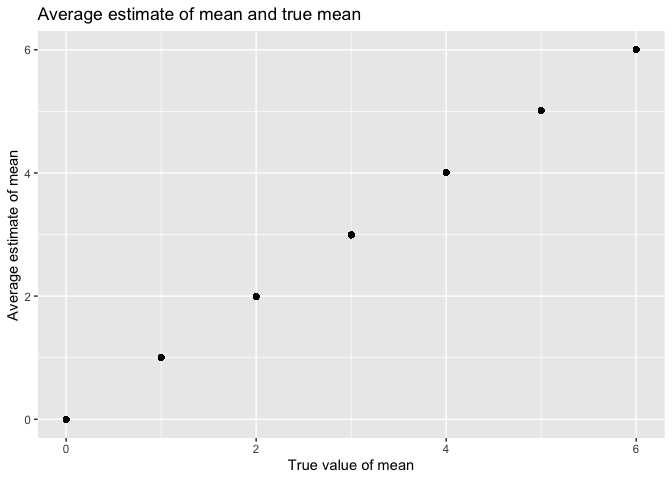 Average estimate of mean and true mean
6
4
2
0
Average estimate of mean
0 2 4 6
True value of mean